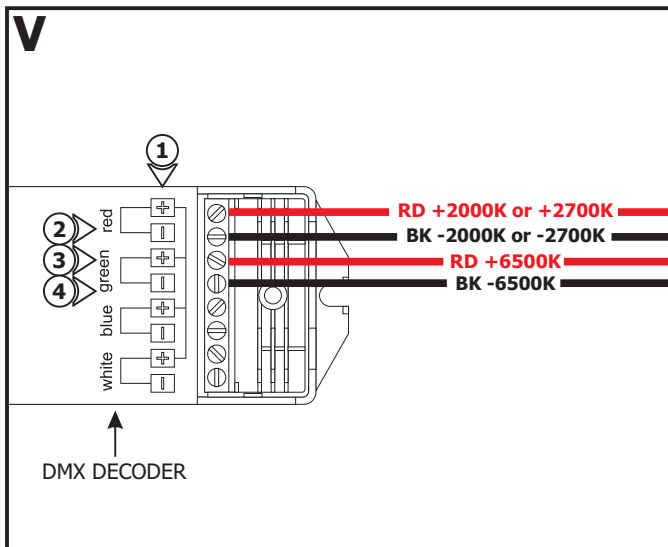 V
1
2
3
4
red
green
blue
white
+
−
+
−
+
−
+
−
RD +2000K or +2700K
BK -2000K or -2700K
RD +6500K
BK -6500K
DMX DECODER